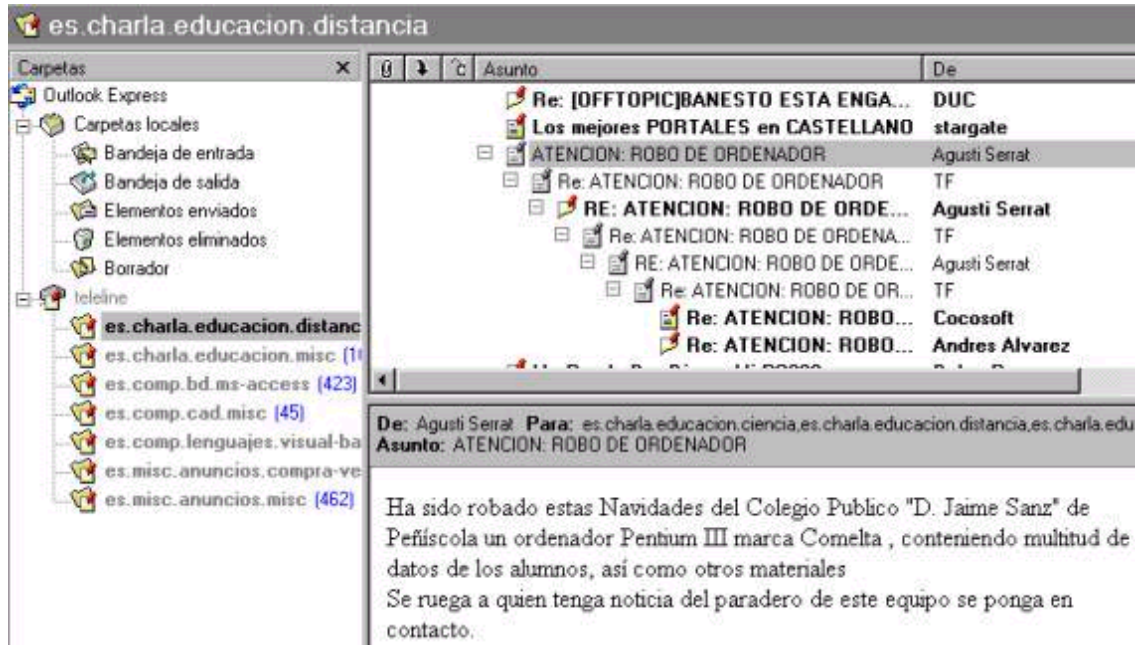 es.charla.educacion.distancia
Carpetas
Outlook Express
Carpetas locales
Bandeja de entrada
Bandeja de salida
Elementos enviados
Elementos eliminados
Borrador
teleline
es.charla.educacion.distanc
es.charla.educacion.misc
es.comp.bd.ms-access (423)
es.comp.cad.misc (45)
es.comp.lenguajes.visual-ba
es.misc.anuncios.compra-ve
es.misc.anuncios.misc (462)
Asunto De
Re: [OFFTOPIC]BANESTO ESTA ENGA... DUC
Los mejores PORTALES en CASTELLANO stargate
ATENCION: ROBO DE ORDENADOR Agusti Serrat
Re: ATENCION: ROBO DE ORDENADOR TF
RE: ATENCION: ROBO DE ORDE... Agusti Serrat
Re: ATENCION: ROBO DE ORDENA... TF
RE: ATENCION: ROBO DE ORDE... Agusti Serrat
Re: ATENCION: ROBO DE OR... TF
Re: ATENCION: ROBO... Cocosoft
Re: ATENCION: ROBO... Andres Alvarez
De: Agusti Serrat Para: es.charla.educacion.ciencia,es.charla.educacion.distancia,es.charla.edu
Asunto: ATENCION: ROBO DE ORDENADOR
Ha sido robado estas Navidades del Colegio Publico "D. Jaime Sanz" de
Peñíscola un ordenador Pentium III marca Comelta , conteniendo multitud de
datos de los alumnos, así como otros materiales
Se ruega a quien tenga noticia del paradero de este equipo se ponga en
contacto.